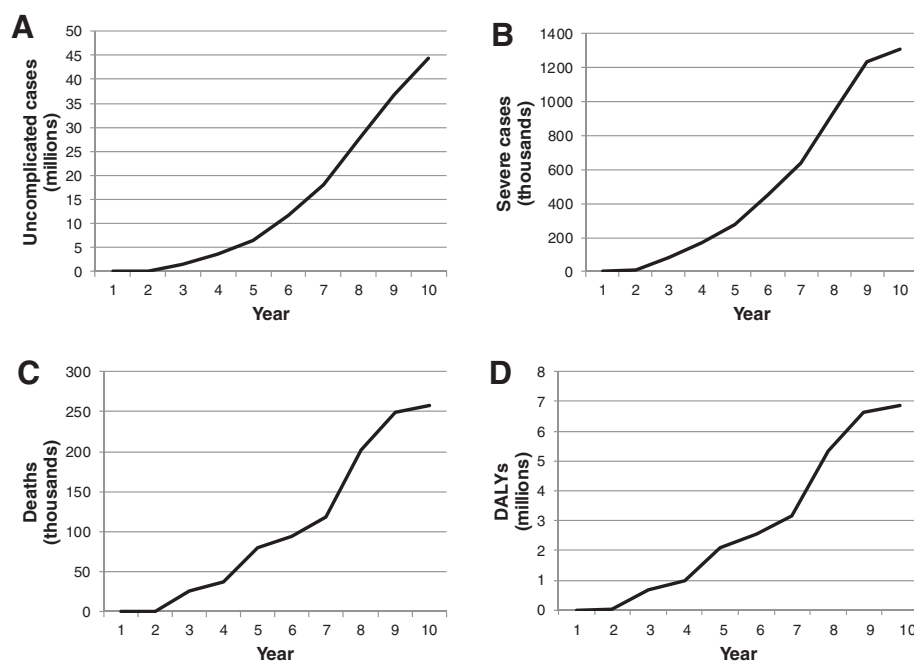 A
Uncomplicated cases
(millions)
50
45
40
35
30
25
20
15
10
5
0
1 2 3 4 5 6 7 8 9 10
Year
B
Severe cases
(thousands)
1400
1200
1000
800
600
400
200
0
1 2 3 4 5 6 7 8 9 10
Year
C
Deaths
(thousands)
300
250
200
150
100
50
0
1 2 3 4 5 6 7 8 9 10
Year
D
DALYs
(millions)
8
7
6
5
4
3
2
1
0
1 2 3 4 5 6 7 8 9 10
Year